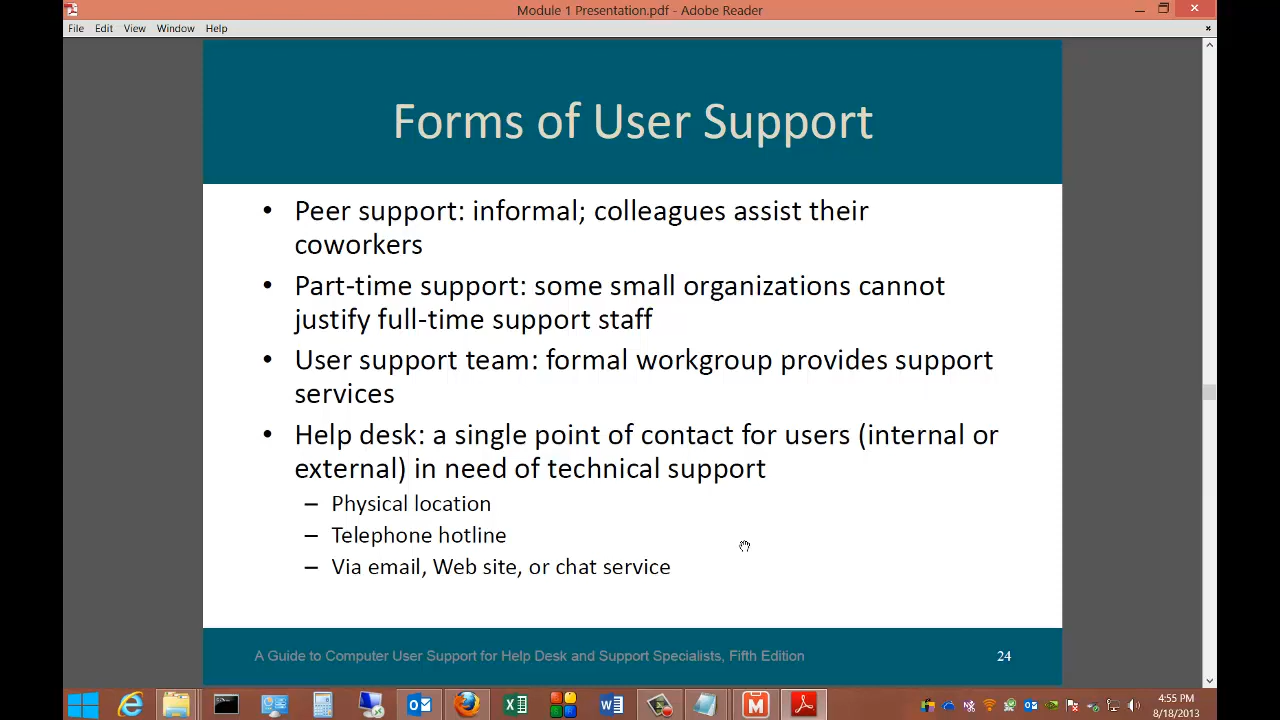 Module 1 Presentation.pdf - Adobe Reader
File Edit View Window Help
Forms of User Support
• Peer support: informal; colleagues assist their
coworkers
• Part-time support: some small organizations cannot
justify full-time support staff
• User support team: formal workgroup provides support
services
• Help desk: a single point of contact for users (internal or
external) in need of technical support
– Physical location
– Telephone hotline
– Via email, Web site, or chat service
A Guide to Computer User Support for Help Desk and Support Specialists, Fifth Edition
24
4:55 PM
8/18/2013